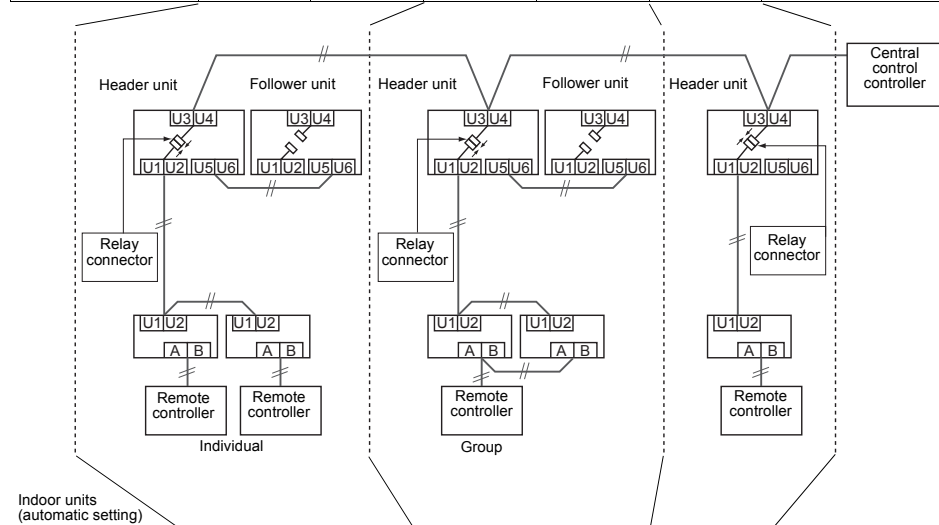 Central
control
controller
Header unit
Follower unit
Header unit
Follower unit
Header unit
U3 U4
U3 U4
U3 U4
U3 U4
U3 U4
U1 U2 U5 U6
U1 U2 U5 U6
U1 U2 U5 U6
U1 U2 U5 U6
U1 U2 U5 U6
Relay
connector
Relay
connector
Relay
connector
U1 U2
U1 U2
U1 U2
U1 U2
U1 U2
A B
A B
A B
A B
A B
Remote
controller
Remote
controller
Remote
controller
Remote
controller
Individual
Group
Indoor units
(automatic setting)